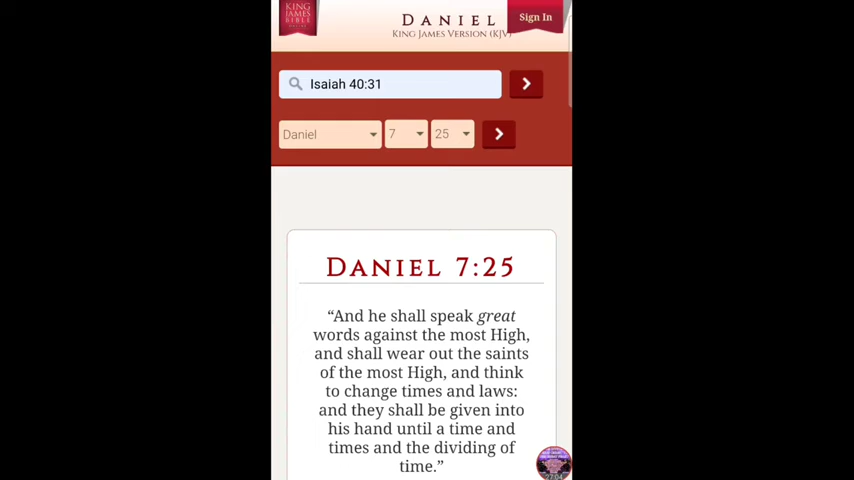 KING
JAMES
BIBLE
DANIEL
KING JAMES VERSION (KJV)
Sign In
Isaiah 40:31
Daniel 7 25
DANIEL 7:25
“And he shall speak great
words against the most High,
and shall wear out the saints
of the most High, and think
to change times and laws:
and they shall be given into
his hand until a time and
times and the dividing of
time.”